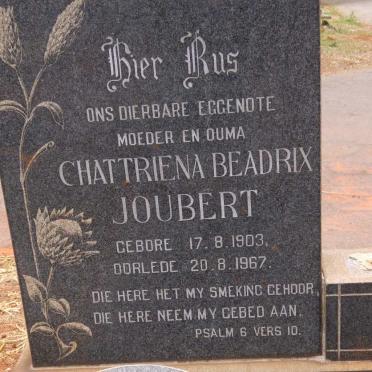 Hier Rus
ONS DIERBARE EGGENOTE
MOEDER EN OUMA
CHATTRIENA BEADRIX
JOUBERT
GEBORE 17.8.1903.
OORLEDE 20.8.1967.
DIE HERE HET MY SMEKING GEHOOR,
DIE HERE NEEM MY GEBED AAN.
PSALM 6 VERS 10.